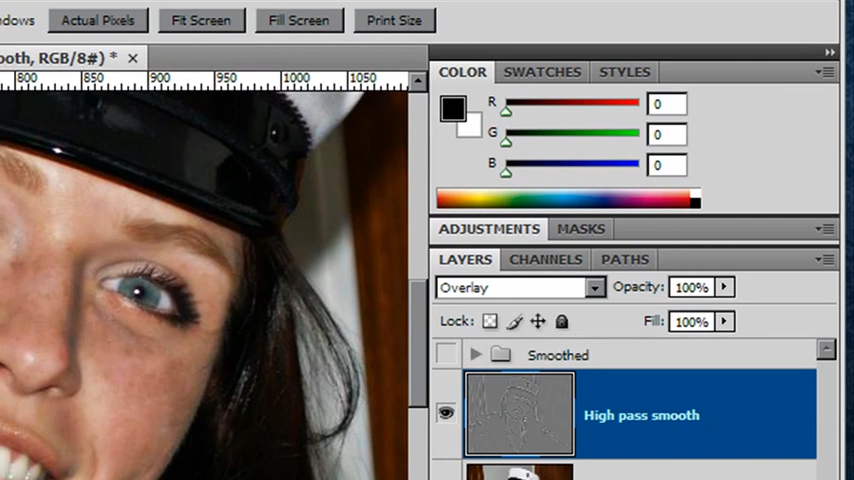 ndows Actual Pixels Fit Screen Fill Screen Print Size
ooth, RGB/8#) * ×
800 850 900 950 1000 1050
COLOR SWATCHES STYLES
R 0
G 0
B 0
ADJUSTMENTS MASKS
LAYERS CHANNELS PATHS
Overlay Opacity: 100%
Lock: Fill: 100%
Smoothed
High pass smooth